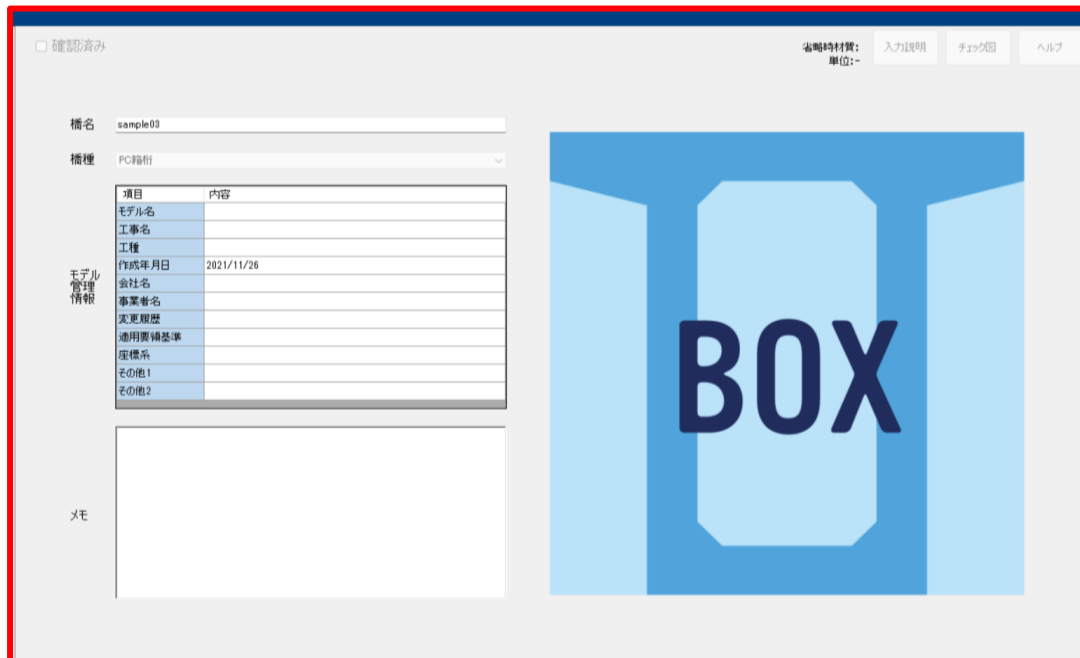 確認済み
省略時材質:
単位:-
入力説明
チェック図
ヘルプ
橋名 sample03
橋種 PC箱桁
項目 内容
モデル名
工事名
工種
作成年月日 2021/11/26
モデル
管理
情報
会社名
事業者名
変更履歴
適用要領基準
座標系
その他1
その他2
BOX
メモ